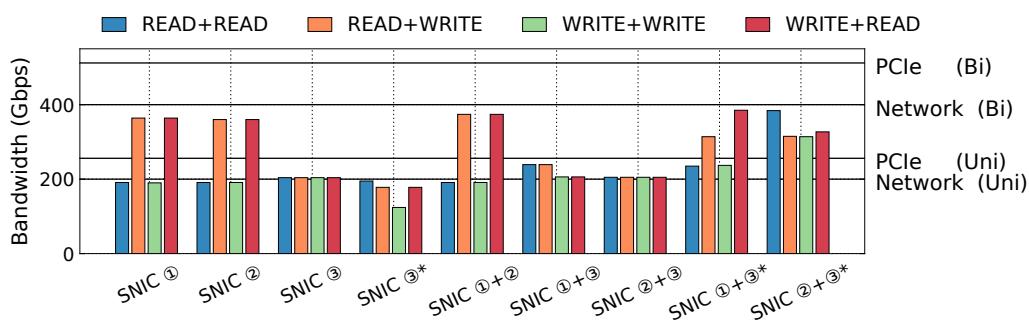 READ+READ READ+WRITE WRITE+WRITE WRITE+READ
Bandwidth (Gbps)
400
200
0
PCIe (Bi)
Network (Bi)
PCIe (Uni)
Network (Uni)
SNIC ①
SNIC ②
SNIC ③
SNIC ③*
SNIC ①+②
SNIC ①+③
SNIC ②+③
SNIC ①+③*
SNIC ②+③*